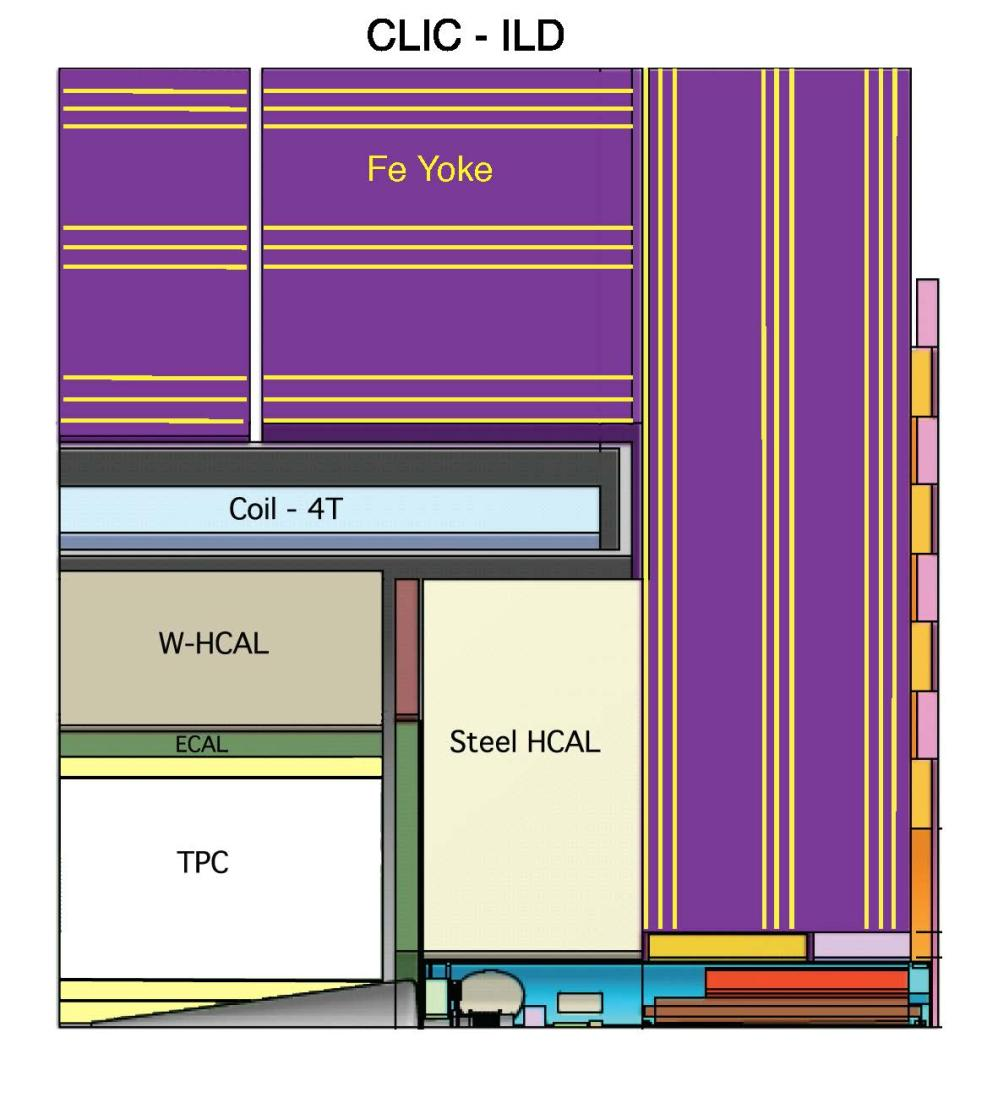 CLIC - ILD
Fe Yoke
Coil - 4T
W-HCAL
Steel HCAL
ECAL
TPC